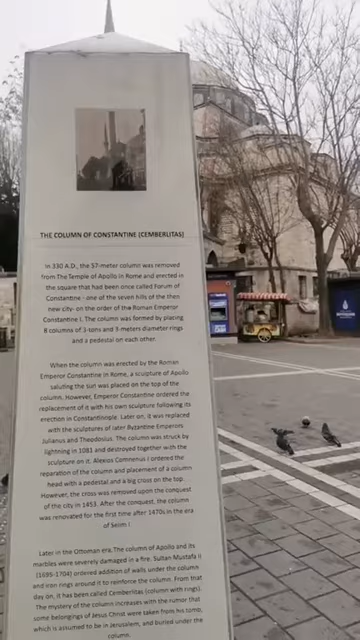 THE COLUMN OF CONSTANTINE (CEMBERLITAS)
In 330 A.D., the 57-meter column was removed
from The Temple of Apollo in Rome and erected in
the square that had been once called Forum of
Constantine - one of the seven hills of the then
new city- on the order of the Roman Emperor
Constantine I. The column was formed by placing
8 columns of 3-tons and 3-meters diameter rings
and a pedestal on each other.
When the column was erected by the Roman
Emperor Constantine in Rome, a sculpture of Apollo
saluting the sun was placed on the top of the
column. However, Emperor Constantine ordered the
replacement of it with his own sculpture following its
erection in Constantinople. Later on, it was replaced
with the sculptures of later Byzantine Emperors
Julianus and Theodosius. The column was struck by
lightning in 1081 and destroyed together with the
sculpture on it. Alexios Comnenus I ordered the
reparation of the column and placement of a column
head with a pedestal and a big cross on the top.
However, the cross was removed upon the conquest
of the city in 1453. After the conquest, the column
was renovated for the first time after 1470s in the era
of Selim I.
Later in the Ottoman era, The column of Apollo and its
marbles were severely damaged in a fire. Sultan Mustafa II
(1695-1704) ordered addition of walls under the column
and iron rings around it to reinforce the column. From that
day on, it has been called Cemberlitas (column with rings).
The mystery of the column increases with the rumor that
some belongings of Jesus Christ were taken from his tomb,
which is assumed to be in Jerusalem, and buried under the
column.